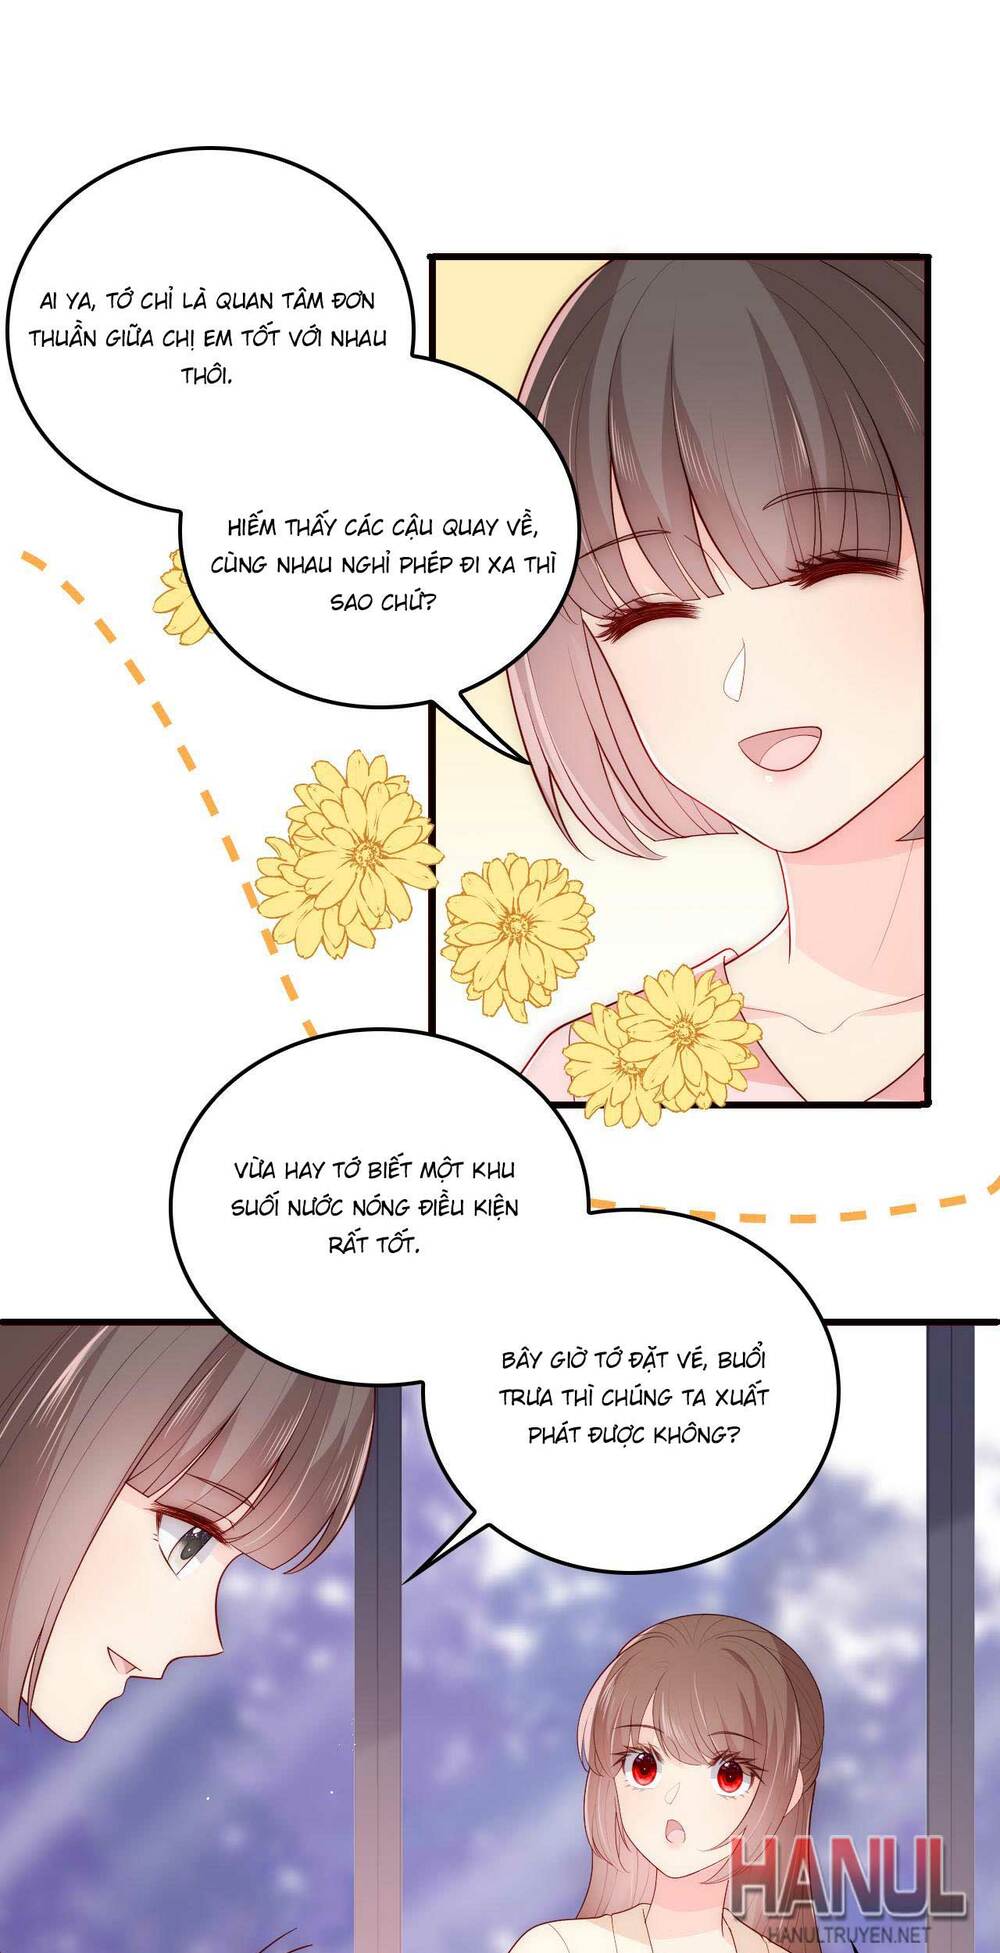 AI YA, TỚ CHỈ LÀ QUAN TÂM ĐƠN
THUẦN GIỮA CHỊ EM TỐT VỚI NHAU
THÔI.
HIẾM THẤY CÁC CẬU QUAY VỀ,
CÙNG NHAU NGHỈ PHÉP ĐI XA THÌ
SAO CHỨ?
VỪA HAY TỚ BIẾT MỘT KHU
SUỐI NƯỚC NÓNG ĐIỀU KIỆN
RẤT TỐT.
BÂY GIỜ TỚ ĐẶT VÉ, BUỔI
TRƯA THÌ CHÚNG TA XUẤT
PHÁT ĐƯỢC KHÔNG?
HANUL
HANULTRUYEN.NET